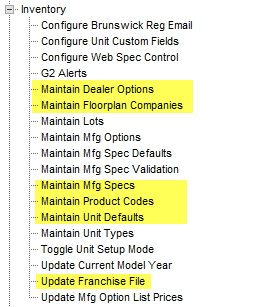 Inventory
Configure Brunswick Reg Email
Configure Unit Custom Fields
Configure Web Spec Control
G2 Alerts
Maintain Dealer Options
Maintain Floorplan Companies
Maintain Lots
Maintain Mfg Options
Maintain Mfg Spec Defaults
Maintain Mfg Spec Validation
Maintain Mfg Specs
Maintain Product Codes
Maintain Unit Defaults
Maintain Unit Types
Toggle Unit Setup Mode
Update Current Model Year
Update Franchise File
Update Mfg Option List Prices